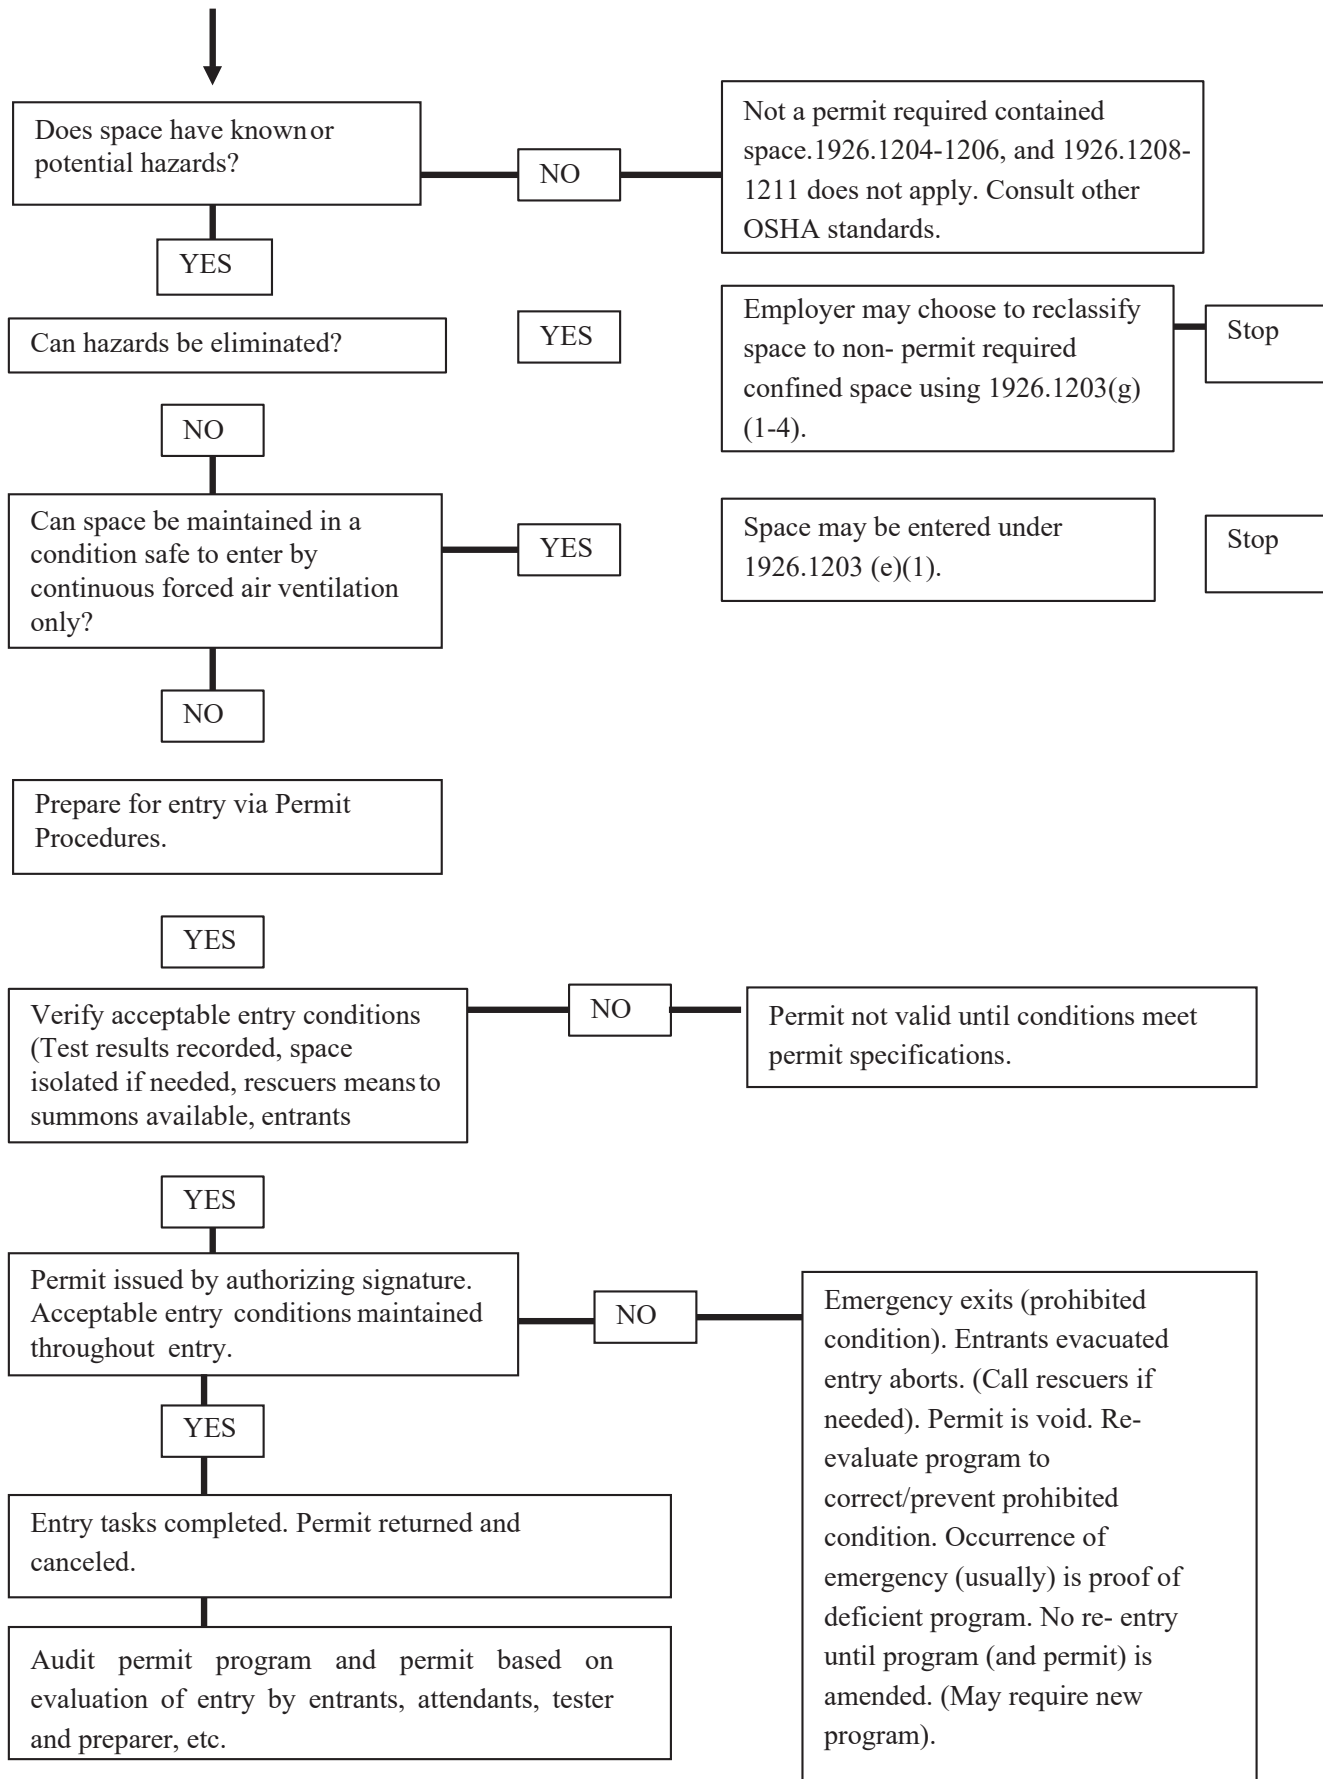 Does space have known or
potential hazards?
NO
Not a permit required contained
space.1926.1204-1206, and 1926.1208-
1211 does not apply. Consult other
OSHA standards.
YES
Can hazards be eliminated?
YES
Employer may choose to reclassify
space to non- permit required
confined space using 1926.1203(g)
(1-4).
Stop
NO
Can space be maintained in a
condition safe to enter by
continuous forced air ventilation
only?
YES
Space may be entered under
1926.1203 (e)(1).
Stop
NO
Prepare for entry via Permit
Procedures.
YES
Verify acceptable entry conditions
(Test results recorded, space
isolated if needed, rescuers means to
summons available, entrants
NO
Permit not valid until conditions meet
permit specifications.
YES
Permit issued by authorizing signature.
Acceptable entry conditions maintained
throughout entry.
NO
Emergency exits (prohibited
condition). Entrants evacuated
entry aborts. (Call rescuers if
needed). Permit is void. Re-
evaluate program to
correct/prevent prohibited
condition. Occurrence of
emergency (usually) is proof of
deficient program. No re- entry
until program (and permit) is
amended. (May require new
program).
YES
Entry tasks completed. Permit returned and
canceled.
Audit permit program and permit based on
evaluation of entry by entrants, attendants, tester
and preparer, etc.